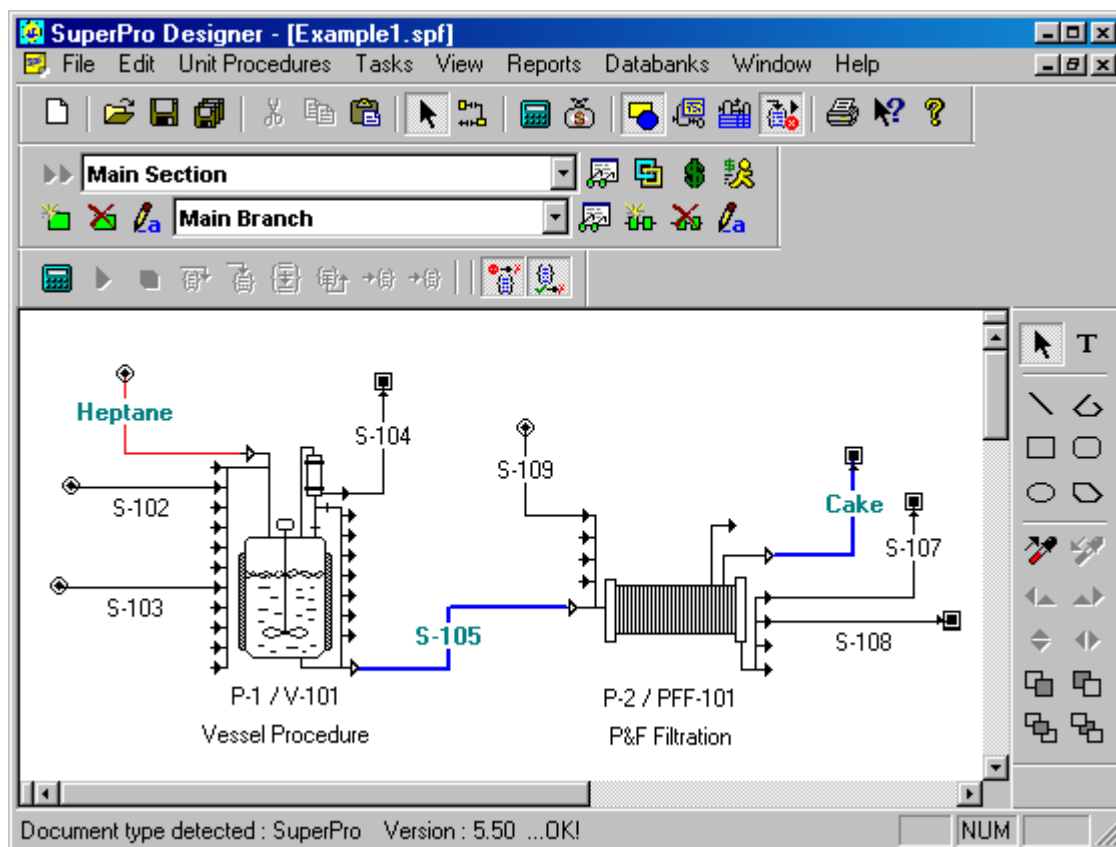 SuperPro Designer - [Example1.spf]
File Edit Unit Procedures Tasks View Reports Databanks Window Help
Main Section
Main Branch
T
Heptane
S-104
S-109
S-102
Cake
S-107
S-103
S-105
S-108
P-1 / V-101
P-2 / PFF-101
Vessel Procedure
P&F Filtration
Document type detected : SuperPro Version : 5.50 ...OK!
NUM